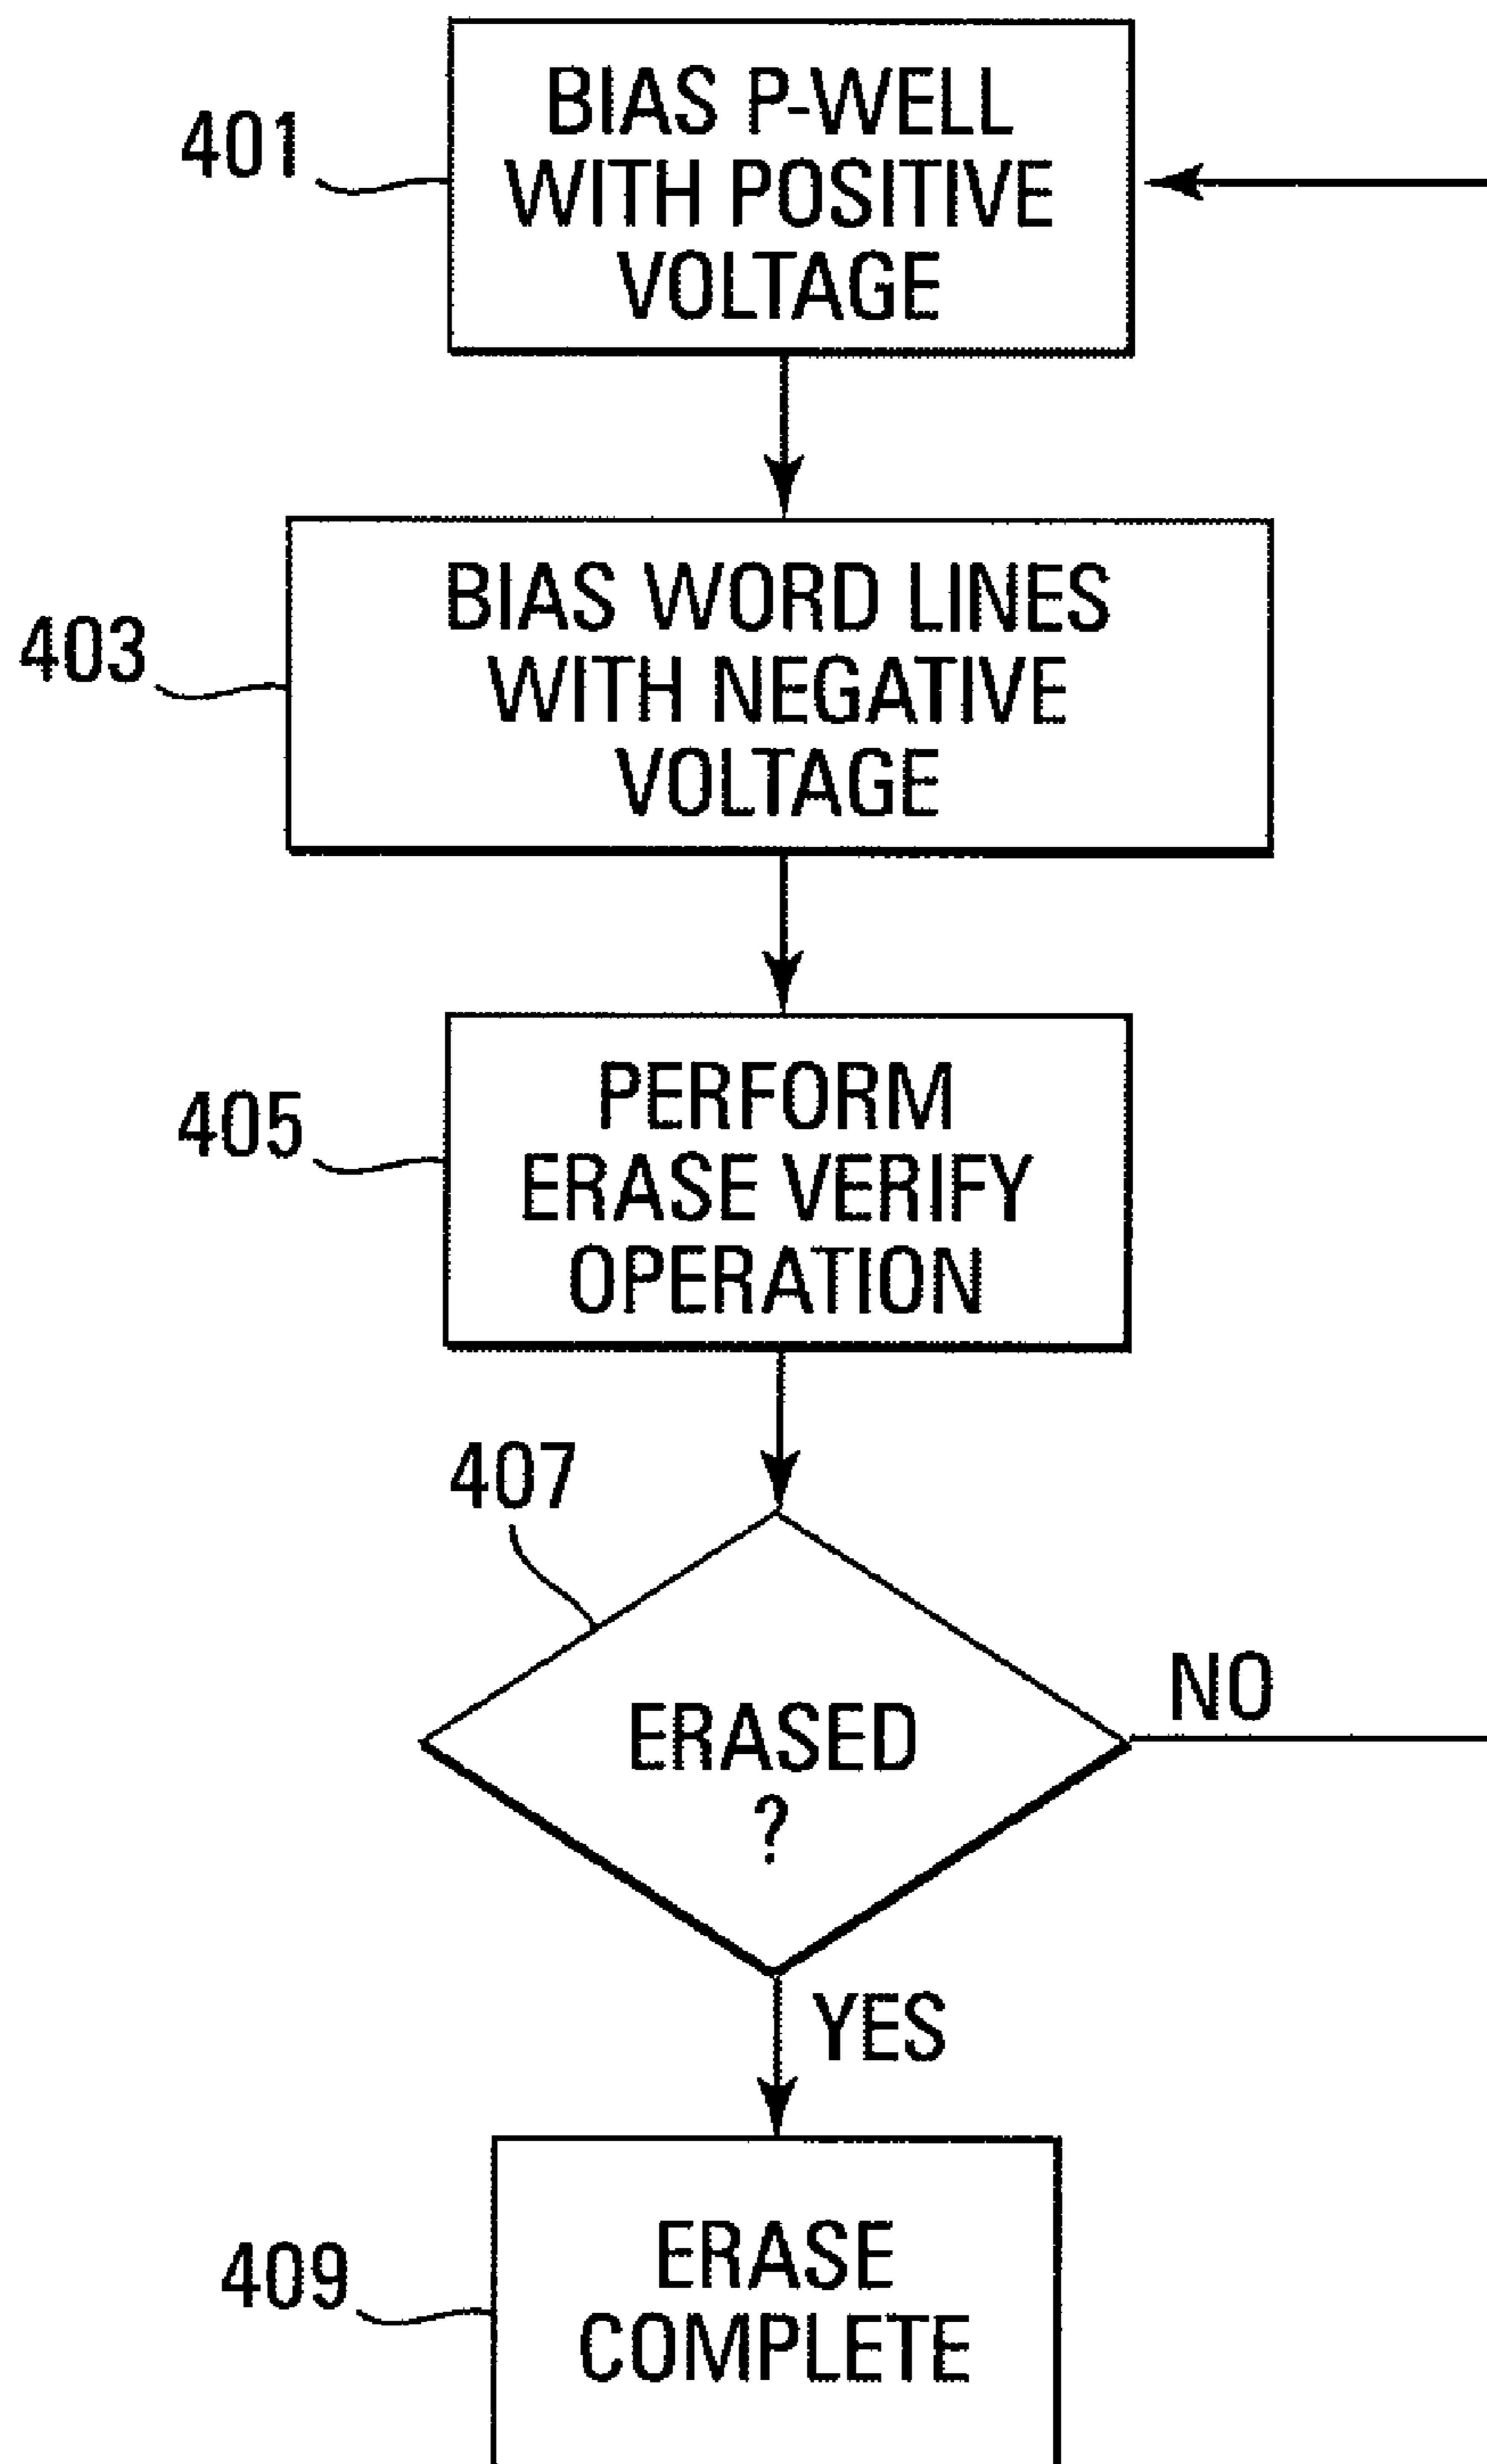 401
BIAS P-WELL
WITH POSITIVE
VOLTAGE
403
BIAS WORD LINES
WITH NEGATIVE
VOLTAGE
405
PERFORM
ERASE VERIFY
OPERATION
407
ERASED
?
NO
YES
409
ERASE
COMPLETE